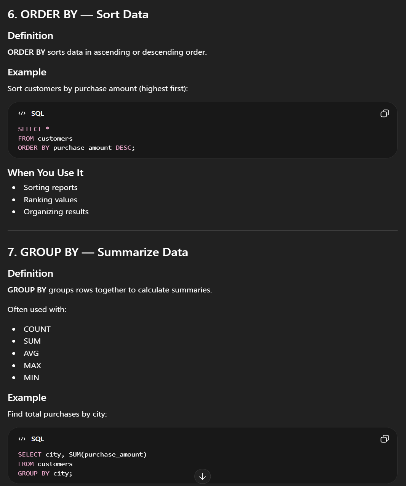 6. ORDER BY — Sort Data
Definition
ORDER BY sorts data in ascending or descending order.
Example
Sort customers by purchase amount (highest first):
</> SQL
SELECT *
FROM customers
ORDER BY purchase_amount DESC;
When You Use It
• Sorting reports
• Ranking values
• Organizing results
7. GROUP BY — Summarize Data
Definition
GROUP BY groups rows together to calculate summaries.
Often used with:
• COUNT
• SUM
• AVG
• MAX
• MIN
Example
Find total purchases by city:
</> SQL
SELECT city, SUM(purchase_amount)
FROM customers
GROUP BY city;